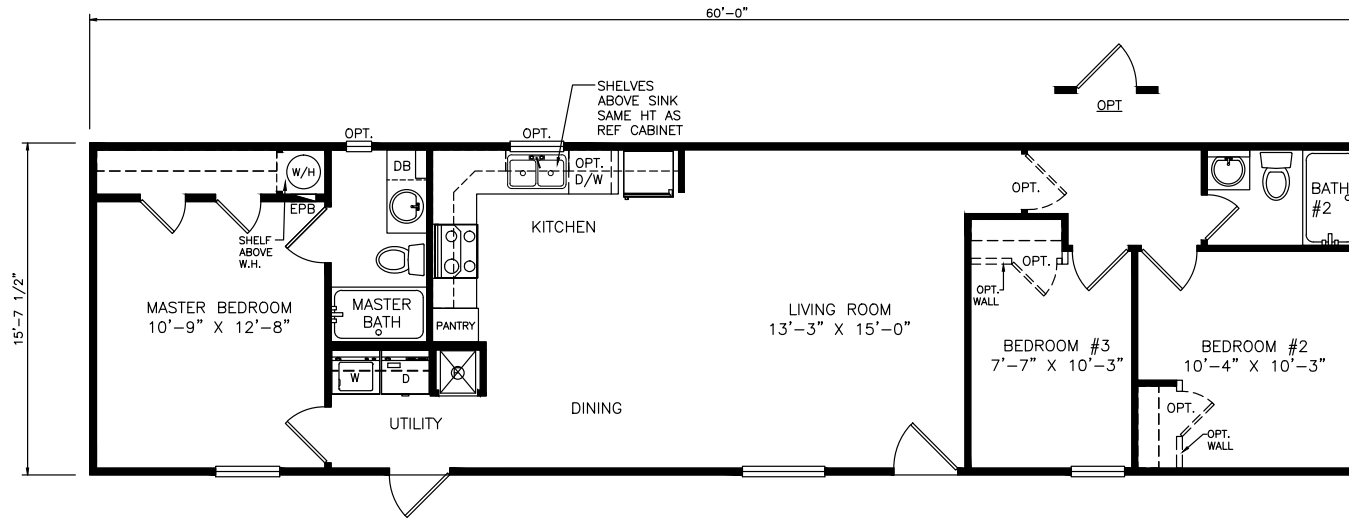 60'-0"
OPT
SHELVES
ABOVE SINK
SAME HT AS
REF CABINET
OPT.
OPT.
W/H
EPB
SHELF
ABOVE
W.H.
DB
OPT.
D/W
KITCHEN
OPT.
BATH
#2
15'-7 1/2"
MASTER BEDROOM
10'-9" X 12'-8"
MASTER
BATH
PANTRY
LIVING ROOM
13'-3" X 15'-0"
OPT.
OPT.
WALL
BEDROOM #3
7'-7" X 10'-3"
BEDROOM #2
10'-4" X 10'-3"
W
D
UTILITY
DINING
OPT.
OPT.
WALL